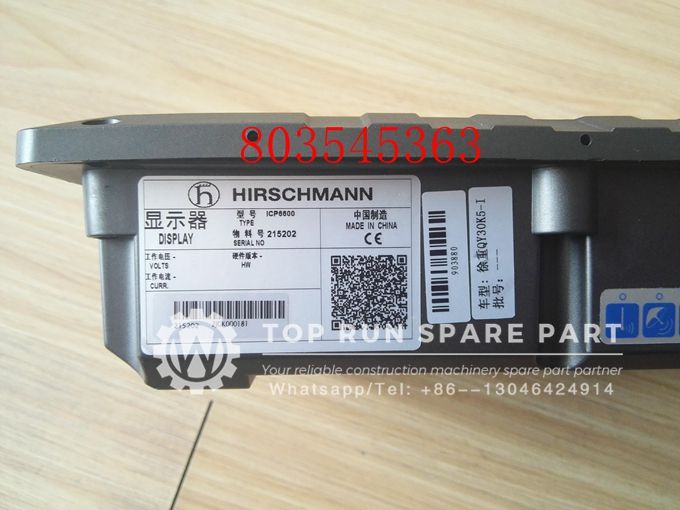 803545363
HIRSCHMANN
显示器
DISPLAY
型 号 ICP6600
TYPE
物 料 号 215202
SERIAL NO
工作电压 -
VOLTS
硬件版本 -
HW
工作电流 -
CURR.
中国制造
MADE IN CHINA
CE
215202
903880
车型: 徐重QY30K5-I
批号: ---
TOP RUN SPARE PART
Your reliable construction machinery spare part partner
Whatsapp/Tel: +86--13046424914